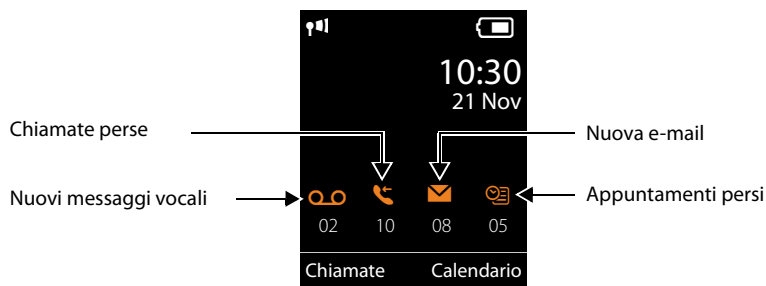 10:30
21 Nov
Chiamate perse
Nuova e-mail
Nuovi messaggi vocali
Appuntamenti persi
02 10 08 05
Chiamate Calendario